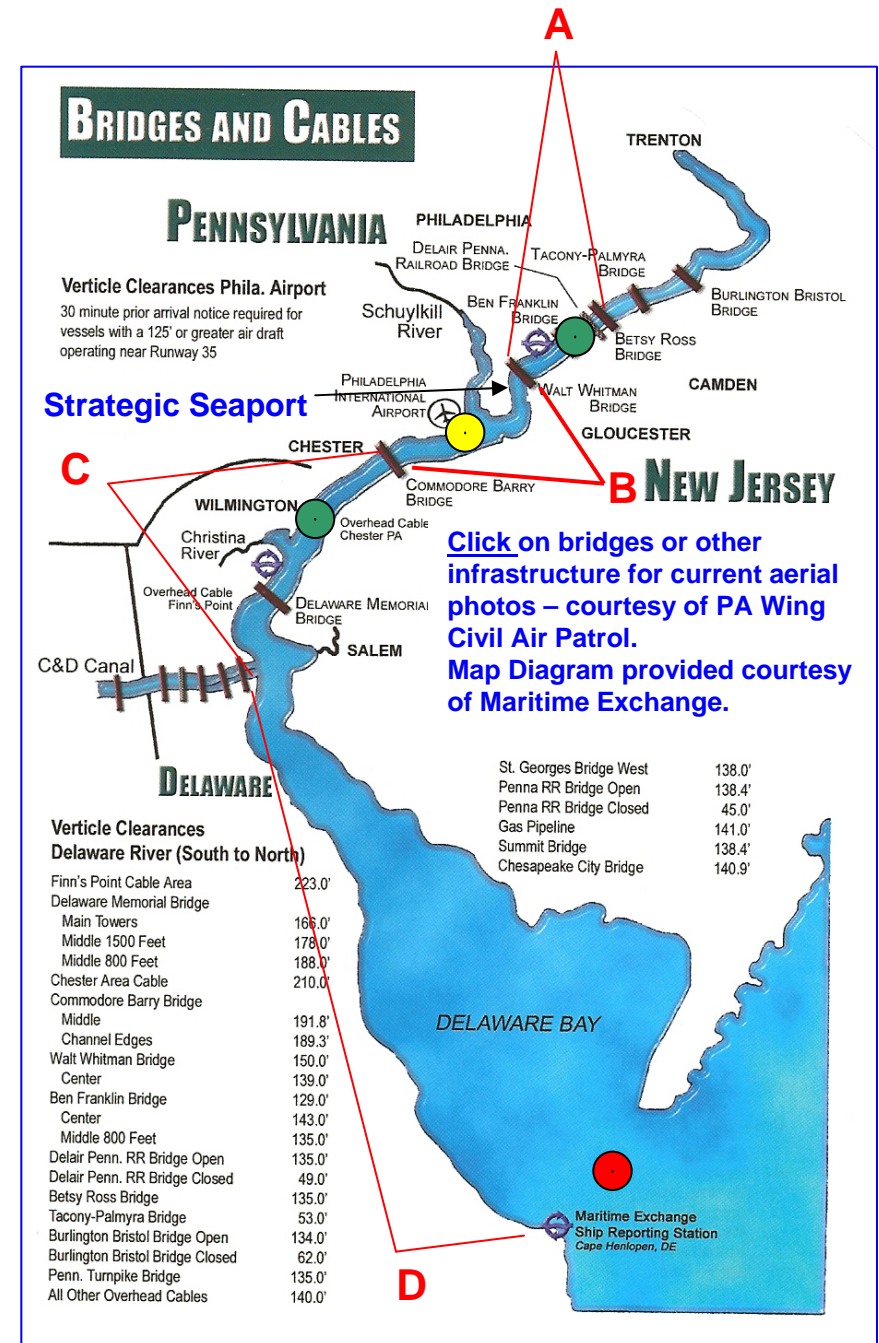 A
BRIDGES AND CABLES
TRENTON
PENNSYLVANIA
PHILADELPHIA
DELAIR PENNA.
RAILROAD BRIDGE
TACONY-PALMYRA
BRIDGE
Verticle Clearances Phila. Airport
30 minute prior arrival notice required for
vessels with a 125' or greater air draft
operating near Runway 35
Schuylkill
River
BEN FRANKLIN
BRIDGE
BURLINGTON BRISTOL
BRIDGE
BETSY ROSS
BRIDGE
PHILADELPHIA
INTERNATIONAL
AIRPORT
WALT WHITMAN
BRIDGE
CAMDEN
Strategic Seaport
GLOUCESTER
CHESTER
C
COMMODORE BARRY
BRIDGE
B
NEW JERSEY
WILMINGTON
Overhead Cable
Chester PA
Christina
River
Click on bridges or other
infrastructure for current aerial
photos – courtesy of PA Wing
Civil Air Patrol.
Map Diagram provided courtesy
of Maritime Exchange.
Overhead Cable
Finn's Point
DELAWARE MEMORIAL
BRIDGE
SALEM
C&D Canal
DELAWARE
St. Georges Bridge West 138.0'
Penna RR Bridge Open 138.4'
Penna RR Bridge Closed 45.0'
Gas Pipeline 141.0'
Summit Bridge 138.4'
Chesapeake City Bridge 140.9'
Verticle Clearances
Delaware River (South to North)
Finn's Point Cable Area 223.0'
Delaware Memorial Bridge
Main Towers 166.0'
Middle 1500 Feet 178.0'
Middle 800 Feet 188.0'
Chester Area Cable 210.0'
Commodore Barry Bridge
Middle 191.8'
Channel Edges 189.3'
Walt Whitman Bridge 150.0'
Center 139.0'
Ben Franklin Bridge 129.0'
Center 143.0'
Middle 800 Feet 135.0'
Delair Penn. RR Bridge Open 135.0'
Delair Penn. RR Bridge Closed 49.0'
Betsy Ross Bridge 135.0'
Tacony-Palmyra Bridge 53.0'
Burlington Bristol Bridge Open 134.0'
Burlington Bristol Bridge Closed 62.0'
Penn. Turnpike Bridge 135.0'
All Other Overhead Cables 140.0'
DELAWARE BAY
Maritime Exchange
Ship Reporting Station
Cape Henlopen, DE
D